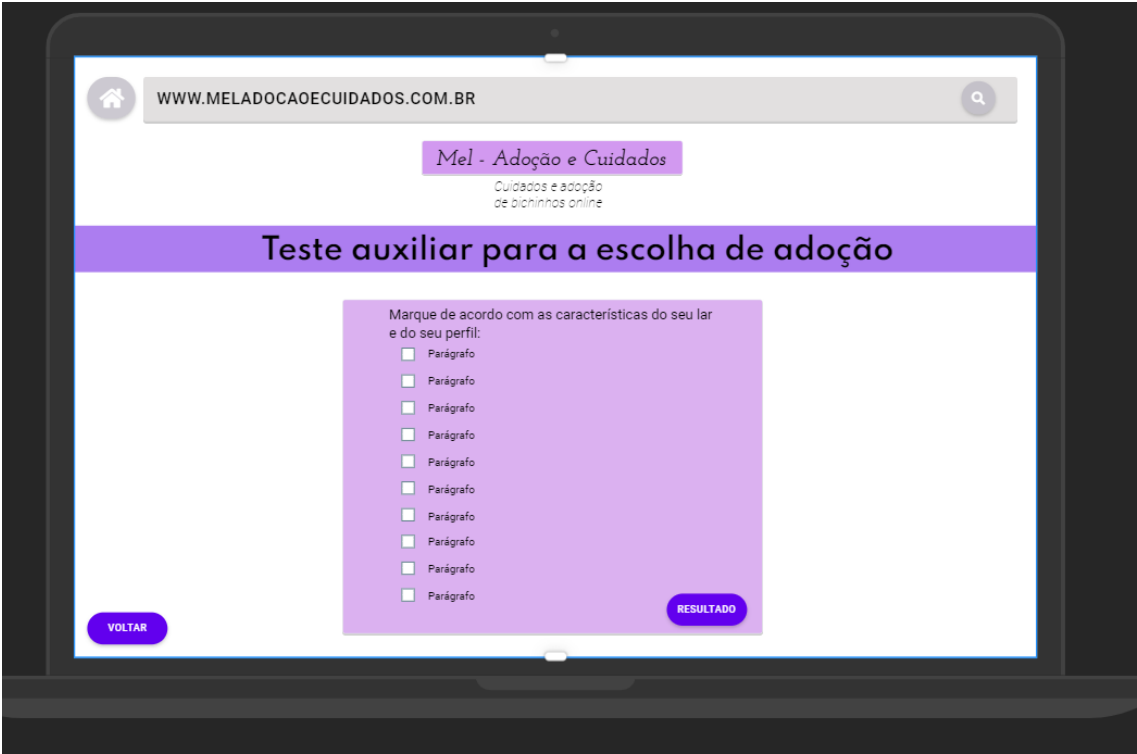 WWW.MELADOCAOECUIDADOS.COM.BR
Mel - Adoção e Cuidados
Cuidados e adoção
de bichinhos online
Teste auxiliar para a escolha de adoção
Marque de acordo com as características do seu lar
e do seu perfil:
Parágrafo
Parágrafo
Parágrafo
Parágrafo
Parágrafo
Parágrafo
Parágrafo
Parágrafo
Parágrafo
Parágrafo
RESULTADO
VOLTAR